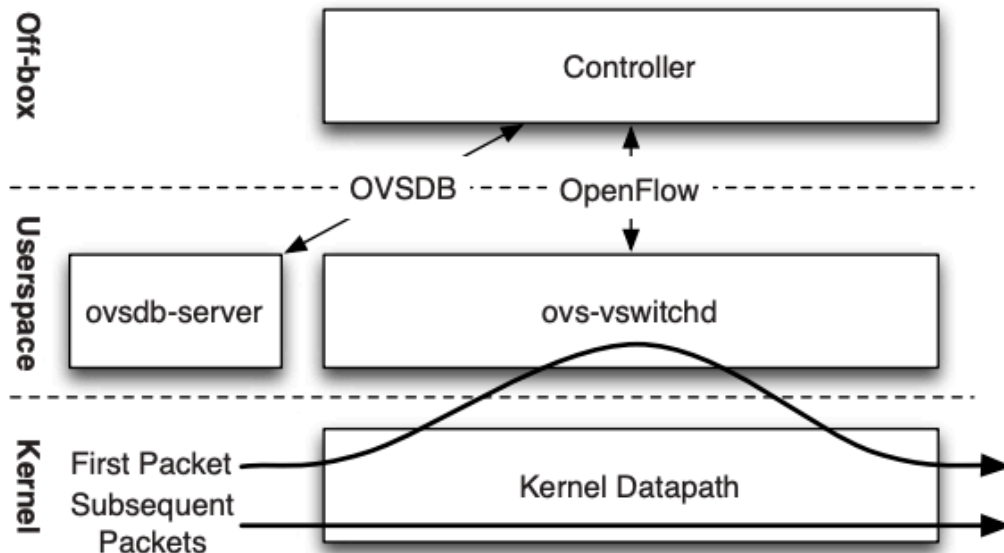 Off-box
Controller
OVSDB
OpenFlow
Userspace
ovsdb-server
ovs-vswitchd
Kernel
First Packet
Kernel Datapath
Subsequent
Packets